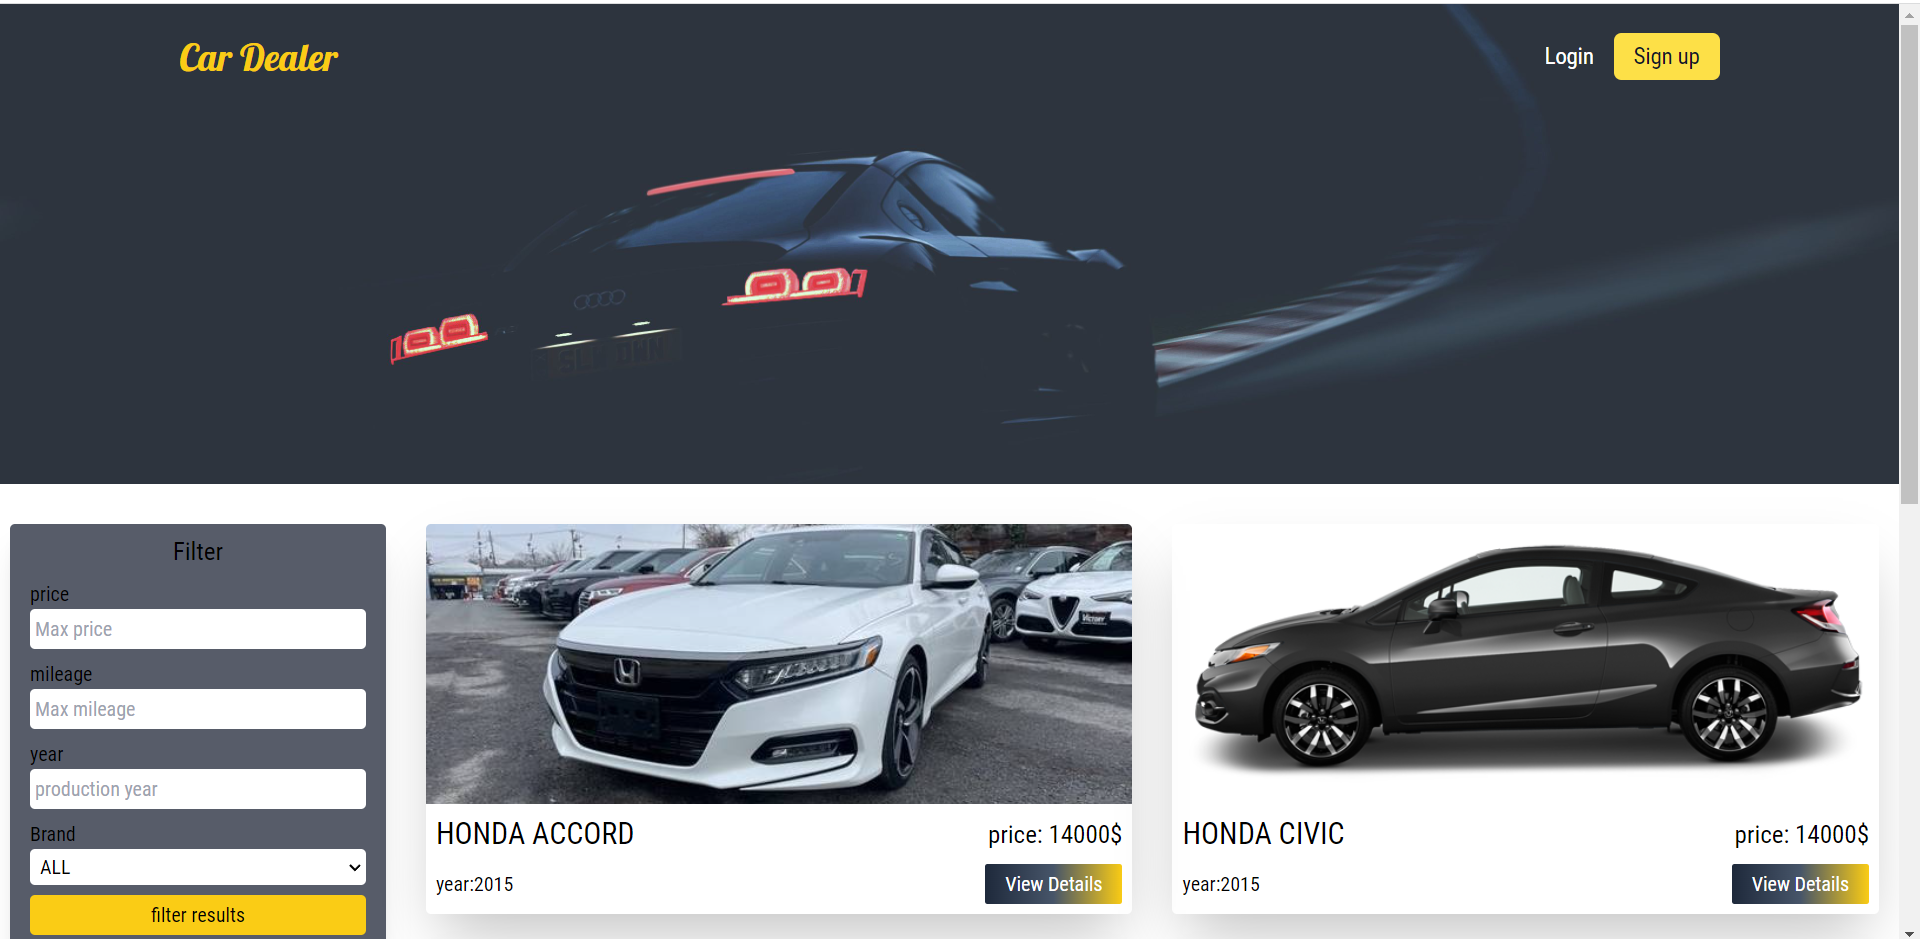 Car Dealer
Login
Sign up
Filter
price
Max price
mileage
Max mileage
year
production year
Brand
ALL
filter results
VICTORY
HONDA ACCORD
price: 14000$
year:2015
View Details
HONDA CIVIC
price: 14000$
year:2015
View Details